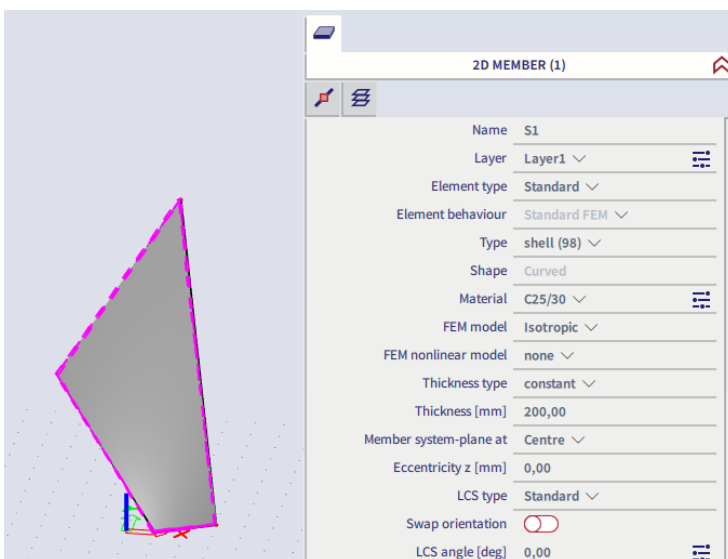 2D MEMBER (1)
Name S1
Layer Layer1
Element type Standard
Element behaviour Standard FEM
Type shell (98)
Shape Curved
Material C25/30
FEM model Isotropic
FEM nonlinear model none
Thickness type constant
Thickness [mm] 200,00
Member system-plane at Centre
Eccentricity z [mm] 0,00
LCS type Standard
Swap orientation
LCS angle [deg] 0,00